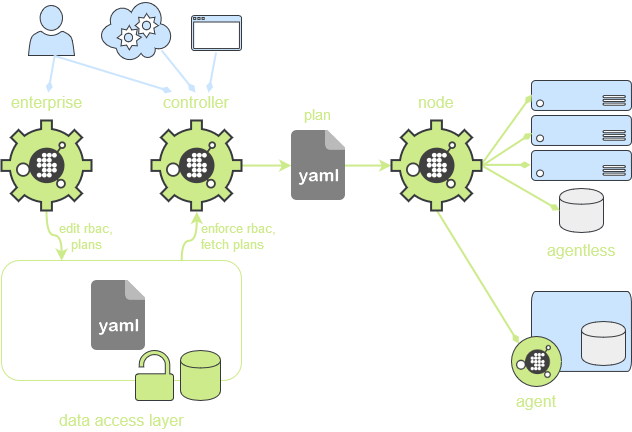 enterprise
controller
plan
node
yaml
edit rbac,
plans
enforce rbac,
fetch plans
agentless
yaml
agent
data access layer